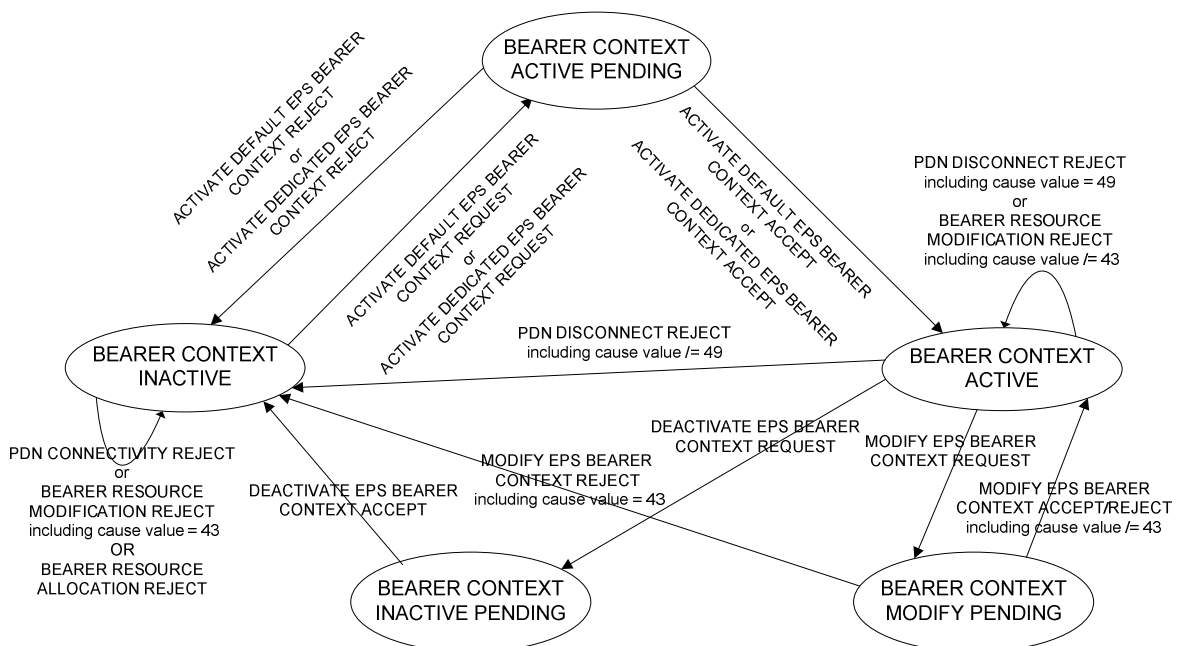 BEARER CONTEXT
ACTIVE PENDING
ACTIVATE DEFAULT EPS BEARER
CONTEXT REJECT
or
ACTIVATE DEDICATED EPS BEARER
CONTEXT REJECT
ACTIVATE DEFAULT EPS BEARER
CONTEXT REQUEST
or
ACTIVATE DEDICATED EPS BEARER
CONTEXT REQUEST
ACTIVATE DEFAULT EPS BEARER
CONTEXT ACCEPT
or
ACTIVATE DEDICATED EPS BEARER
CONTEXT ACCEPT
PDN DISCONNECT REJECT
including cause value = 49
or
BEARER RESOURCE
MODIFICATION REJECT
including cause value /= 43
BEARER CONTEXT
INACTIVE
PDN DISCONNECT REJECT
including cause value /= 49
BEARER CONTEXT
ACTIVE
PDN CONNECTIVITY REJECT
or
BEARER RESOURCE
MODIFICATION REJECT
including cause value = 43
OR
BEARER RESOURCE
ALLOCATION REJECT
DEACTIVATE EPS BEARER
CONTEXT ACCEPT
MODIFY EPS BEARER
CONTEXT REJECT
including cause value = 43
DEACTIVATE EPS BEARER
CONTEXT REQUEST
MODIFY EPS BEARER
CONTEXT REQUEST
MODIFY EPS BEARER
CONTEXT ACCEPT/REJECT
including cause value /= 43
BEARER CONTEXT
INACTIVE PENDING
BEARER CONTEXT
MODIFY PENDING